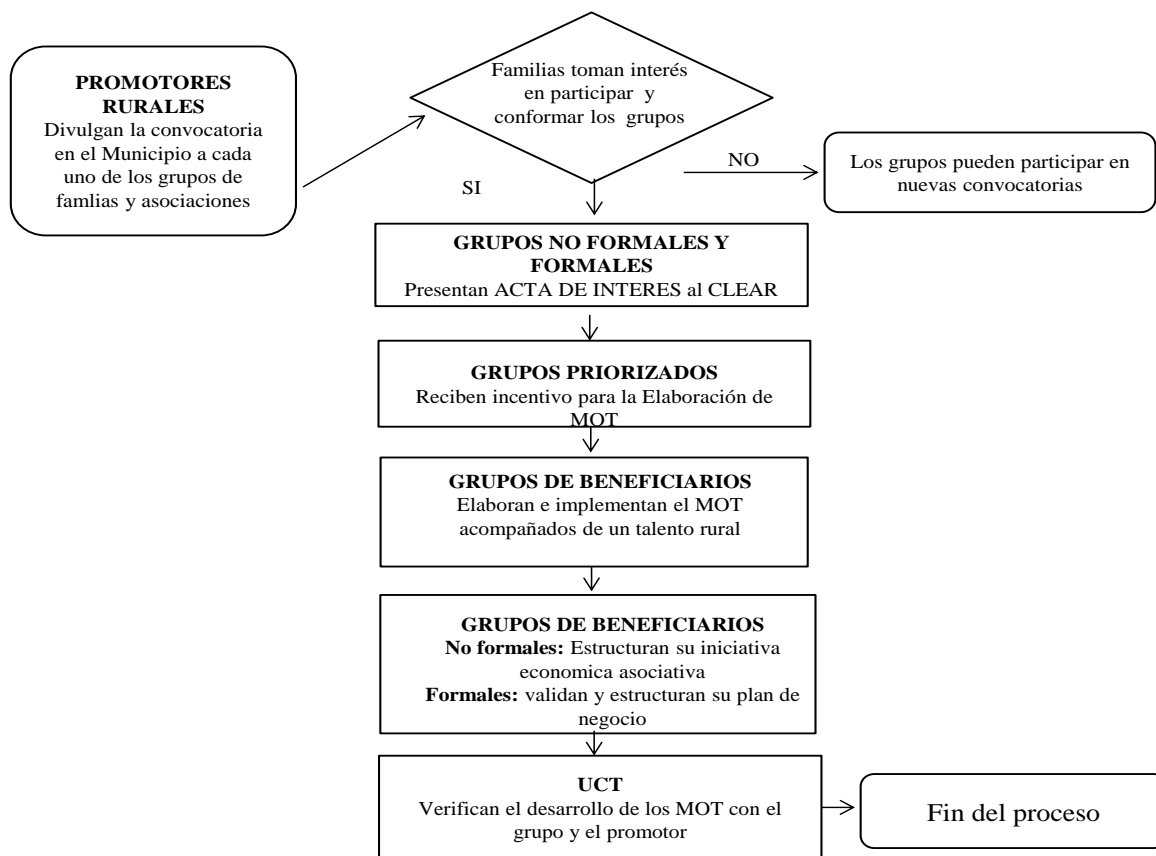 PROMOTORES
RURALES
Divulgan la convocatoria
en el Municipio a cada
uno de los grupos de
famlias y asociaciones
Familias toman interés
en participar y
conformar los grupos
NO
SI
Los grupos pueden participar en
nuevas convocatorias
GRUPOS NO FORMALES Y
FORMALES
Presentan ACTA DE INTERES al CLEAR
GRUPOS PRIORIZADOS
Reciben incentivo para la Elaboración de
MOT
GRUPOS DE BENEFICIARIOS
Elaboran e implementan el MOT
acompañados de un talento rural
GRUPOS DE BENEFICIARIOS
No formales: Estructuran su iniciativa
economica asociativa
Formales: validan y estructuran su plan de
negocio
UCT
Verifican el desarrollo de los MOT con el
grupo y el promotor
Fin del proceso